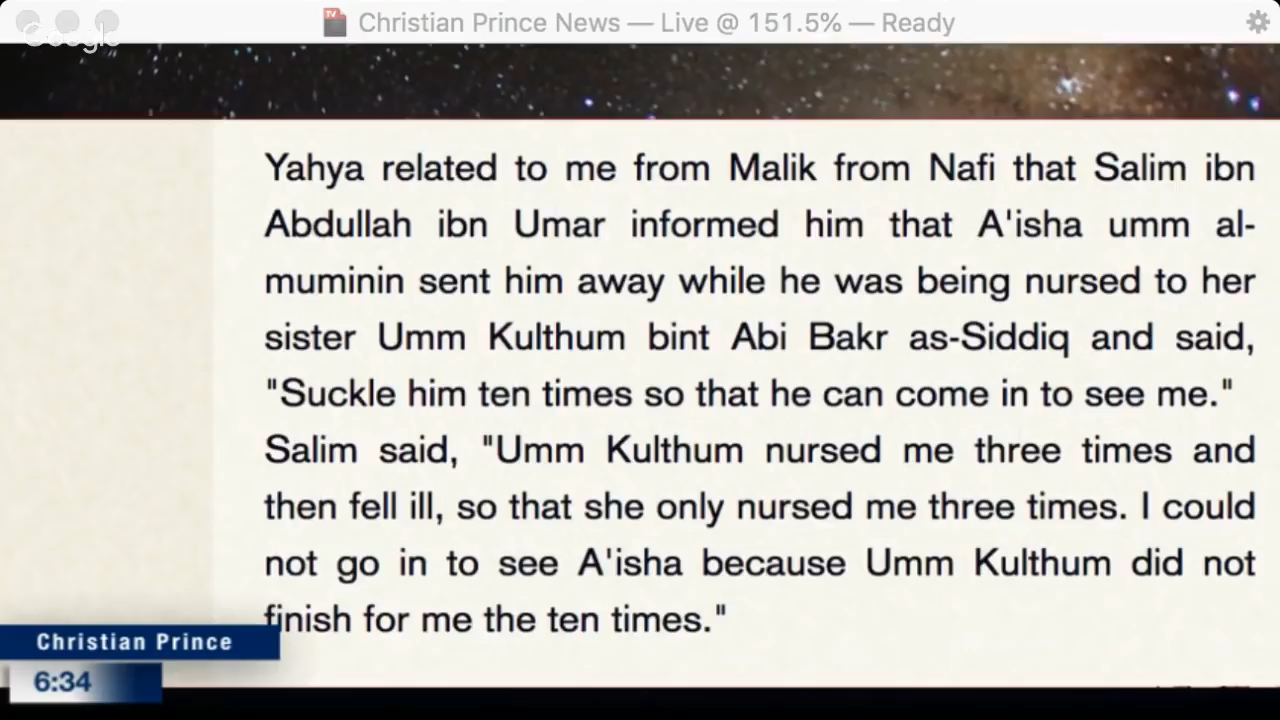 TV Christian Prince News — Live @ 151.5% — Ready
Google
Yahya related to me from Malik from Nafi that Salim ibn
Abdullah ibn Umar informed him that A'isha umm al-
muminin sent him away while he was being nursed to her
sister Umm Kulthum bint Abi Bakr as-Siddiq and said,
"Suckle him ten times so that he can come in to see me."
Salim said, "Umm Kulthum nursed me three times and
then fell ill, so that she only nursed me three times. I could
not go in to see A'isha because Umm Kulthum did not
finish for me the ten times."
Christian Prince
6:34